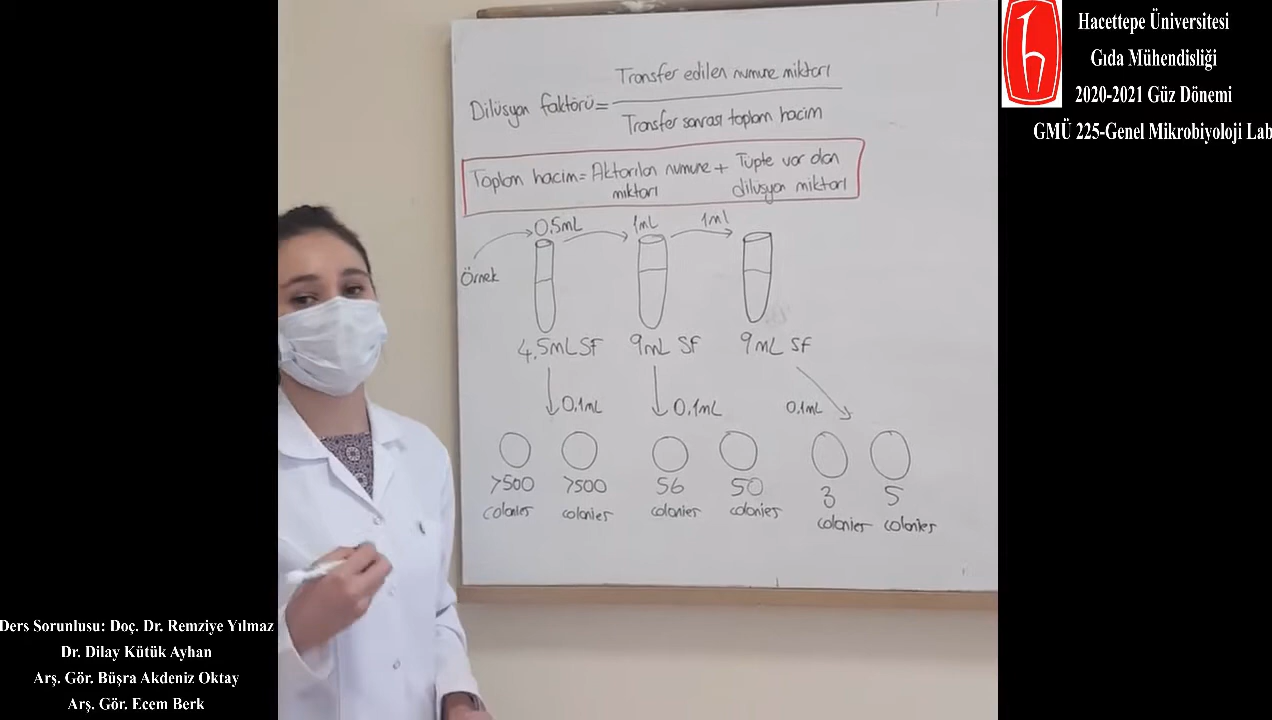 Hacettepe Üniversitesi
Gıda Mühendisliği
2020-2021 Güz Dönemi
GMÜ 225-Genel Mikrobiyoloji Lab
Transfer edilen numune miktarı
Dilüsyon faktörü=
Transfer sonrası toplam hacim
Toplam hacim = Aktarılan numune + Tüpte var olan
miktarı dilüsyon miktarı
0.5mL 1mL 1ml
Örnek
4.5mL SF 9mL SF 9mL SF
0.1mL 0.1mL 0.1mL
>500 >500 56 50 3 5
colonies colonies colonies colonies colonies colonies
Ders Sorunlusu: Doç. Dr. Remziye Yılmaz
Dr. Dilay Kütük Ayhan
Arş. Gör. Büşra Akdeniz Oktay
Arş. Gör. Ecem Berk